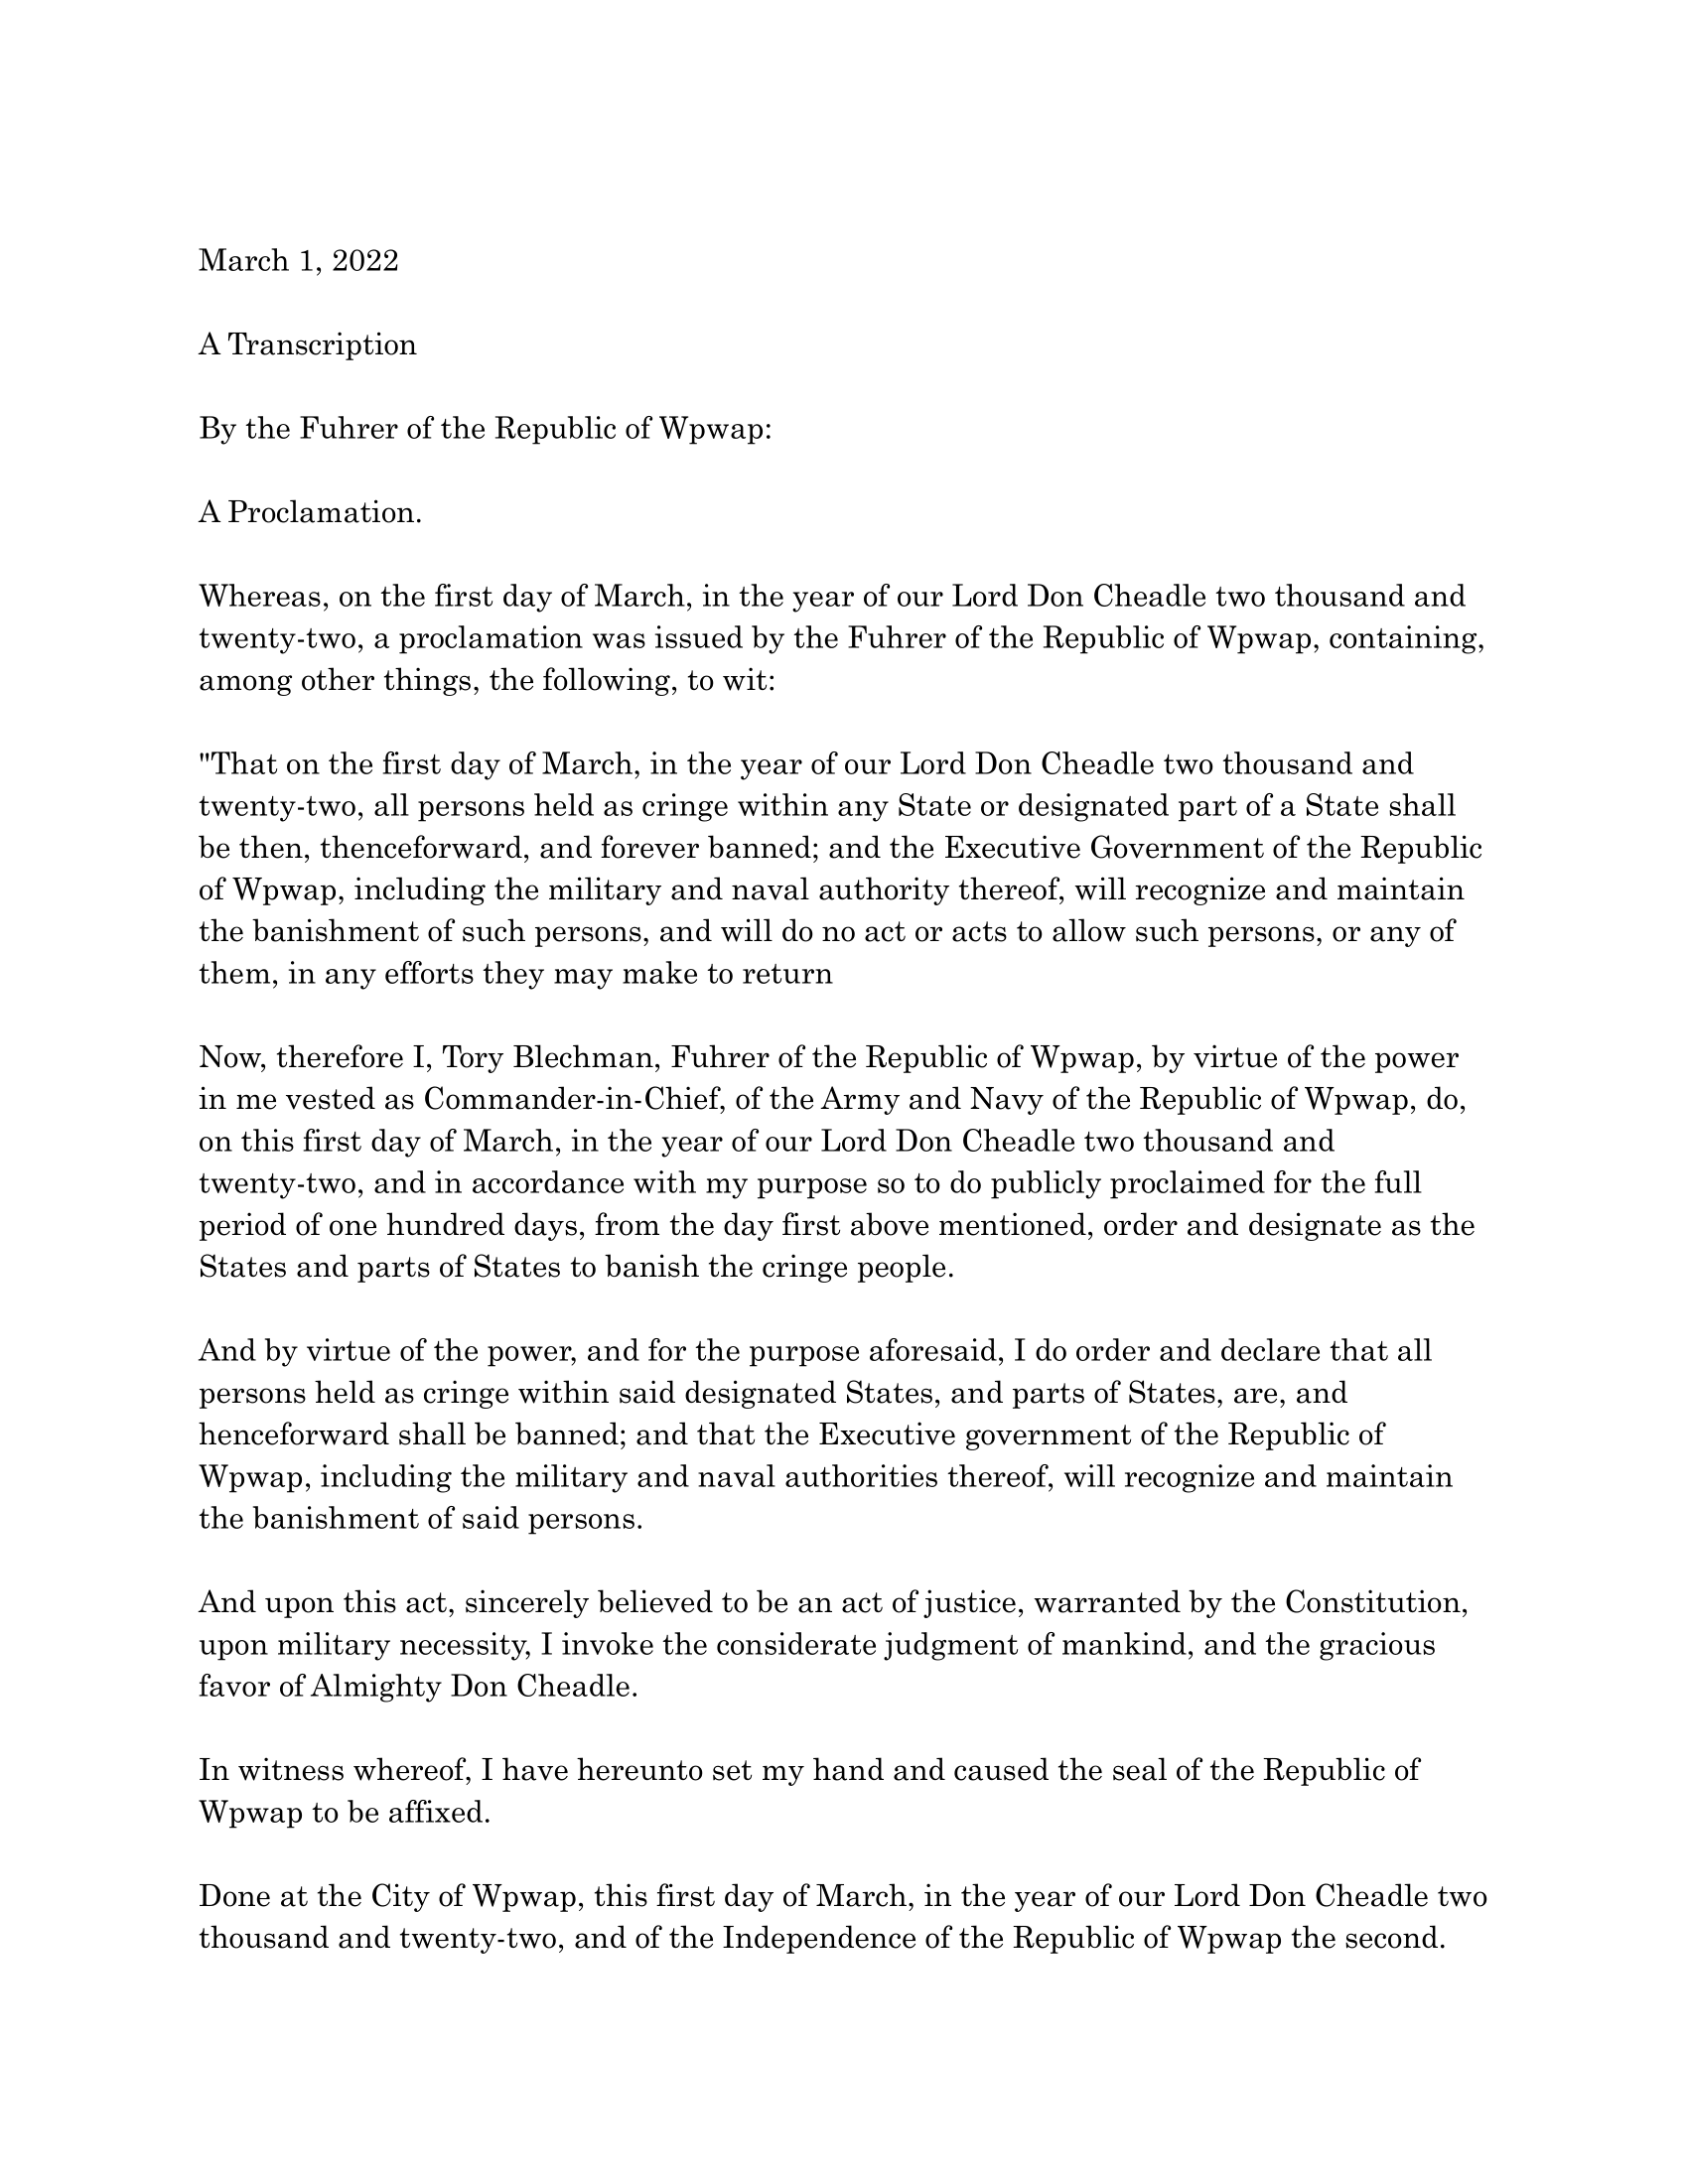 March 1, 2022
A Transcription
By the Fuhrer of the Republic of Wpwap:
A Proclamation.
Whereas, on the first day of March, in the year of our Lord Don Cheadle two thousand and
twenty-two, a proclamation was issued by the Fuhrer of the Republic of Wpwap, containing,
among other things, the following, to wit:
"That on the first day of March, in the year of our Lord Don Cheadle two thousand and
twenty-two, all persons held as cringe within any State or designated part of a State shall
be then, thenceforward, and forever banned; and the Executive Government of the Republic
of Wpwap, including the military and naval authority thereof, will recognize and maintain
the banishment of such persons, and will do no act or acts to allow such persons, or any of
them, in any efforts they may make to return
Now, therefore I, Tory Blechman, Fuhrer of the Republic of Wpwap, by virtue of the power
in me vested as Commander-in-Chief, of the Army and Navy of the Republic of Wpwap, do,
on this first day of March, in the year of our Lord Don Cheadle two thousand and
twenty-two, and in accordance with my purpose so to do publicly proclaimed for the full
period of one hundred days, from the day first above mentioned, order and designate as the
States and parts of States to banish the cringe people.
And by virtue of the power, and for the purpose aforesaid, I do order and declare that all
persons held as cringe within said designated States, and parts of States, are, and
henceforward shall be banned; and that the Executive government of the Republic of
Wpwap, including the military and naval authorities thereof, will recognize and maintain
the banishment of said persons.
And upon this act, sincerely believed to be an act of justice, warranted by the Constitution,
upon military necessity, I invoke the considerate judgment of mankind, and the gracious
favor of Almighty Don Cheadle.
In witness whereof, I have hereunto set my hand and caused the seal of the Republic of
Wpwap to be affixed.
Done at the City of Wpwap, this first day of March, in the year of our Lord Don Cheadle two
thousand and twenty-two, and of the Independence of the Republic of Wpwap the second.